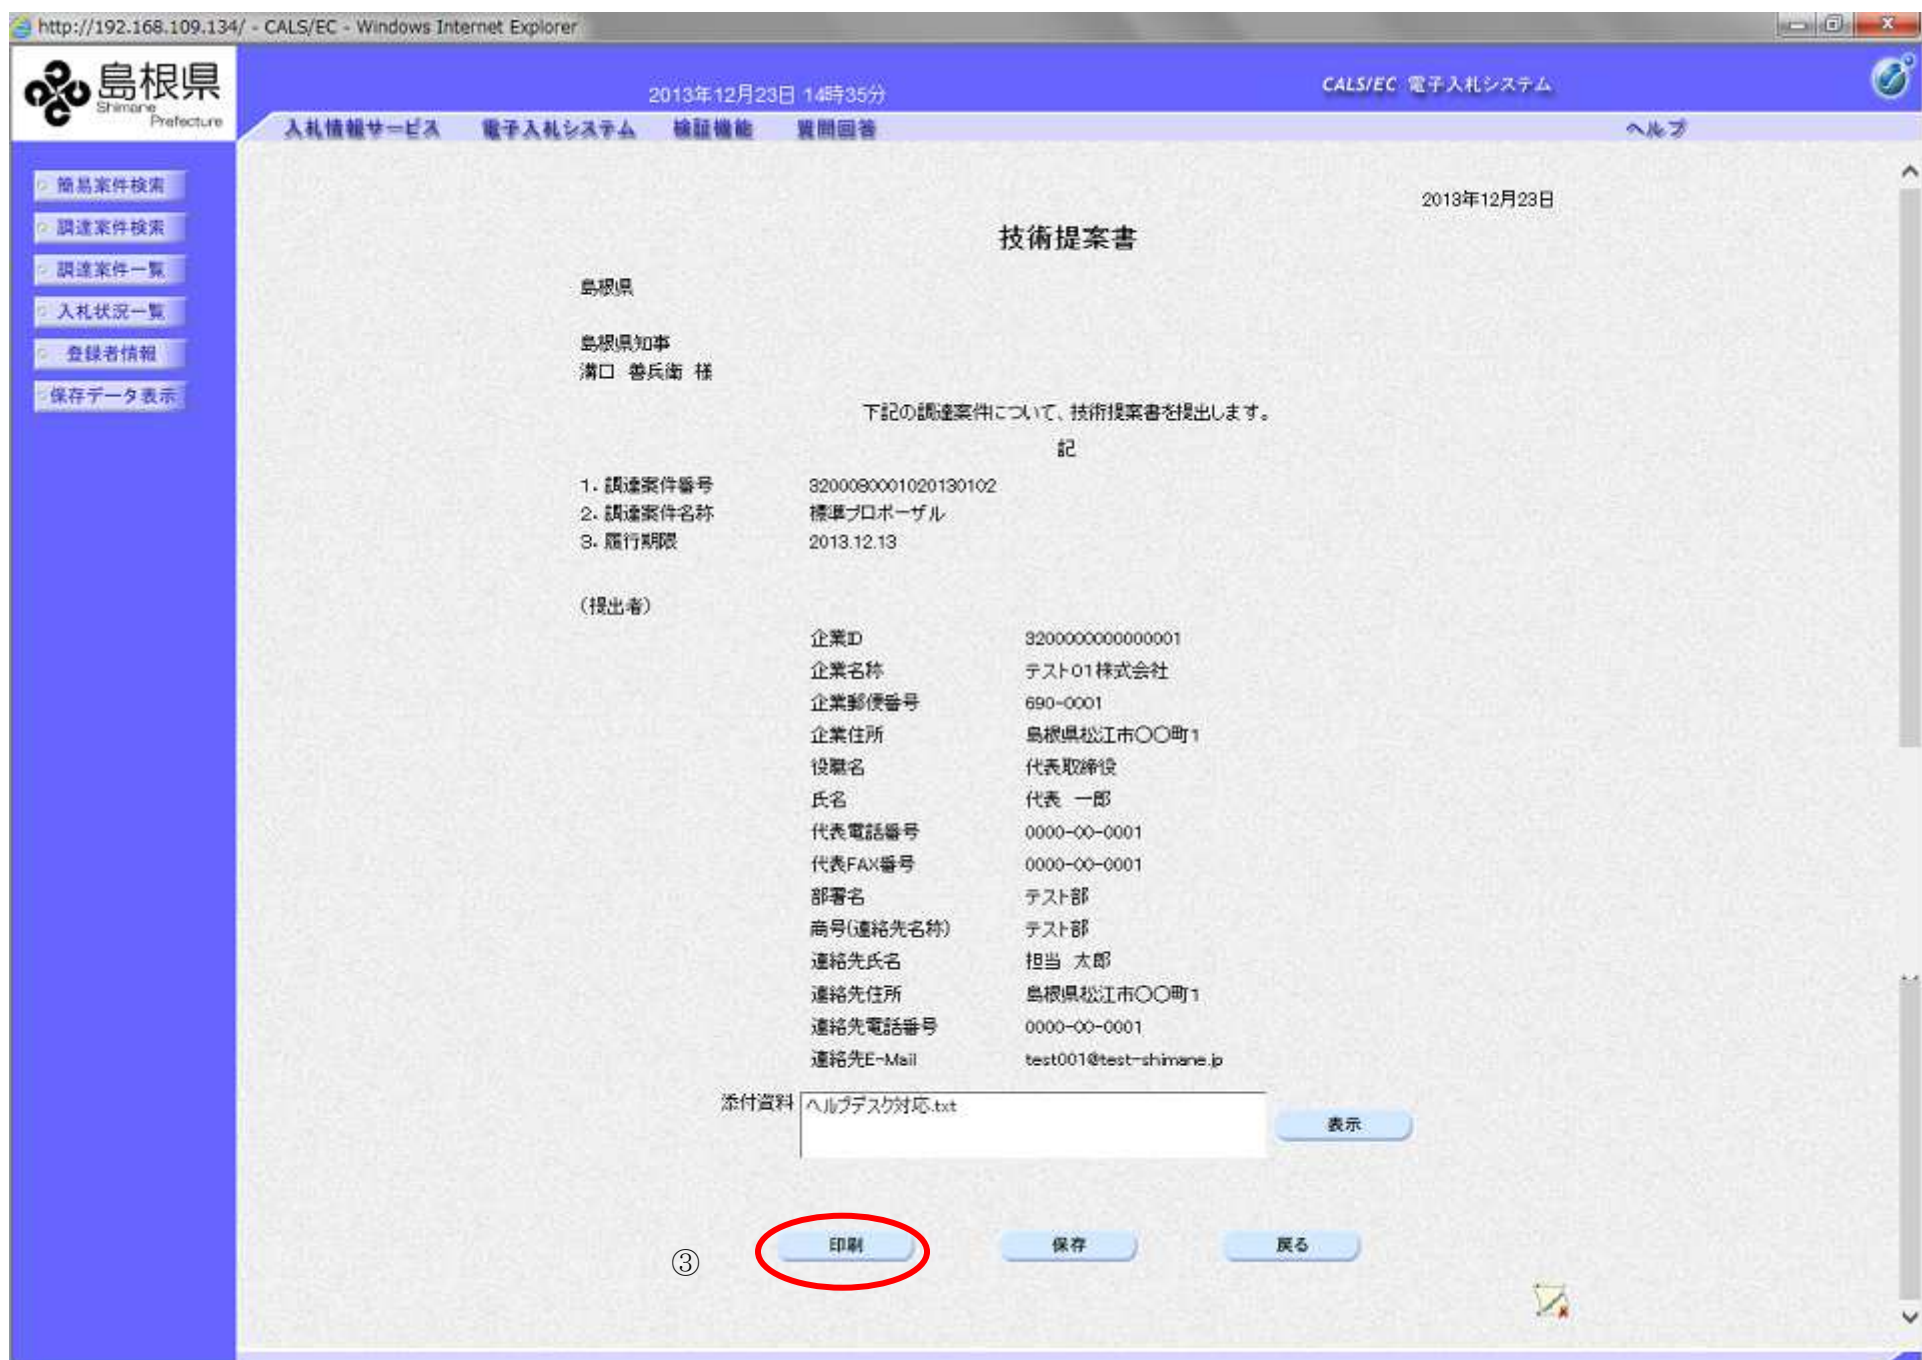 http://192.168.109.134/ - CALS/EC - Windows Internet Explorer
島根県
Shimane
Prefecture
2013年12月23日 14時35分
CALS/EC 電子入札システム
入札情報サービス 電子入札システム 検証機能 質問回答 ヘルプ
簡易案件検索
調達案件検索
調達案件一覧
入札状況一覧
登録者情報
保存データ表示
2013年12月23日
技術提案書
島根県
島根県知事
溝口 善兵衛 様
下記の調達案件について、技術提案書を提出します。
記
1. 調達案件番号 3200080001020130102
2. 調達案件名称 標準プロポーザル
3. 履行期限 2013.12.13
(提出者)
企業ID 3200000000000001
企業名称 テスト01株式会社
企業郵便番号 690-0001
企業住所 島根県松江市〇〇町1
役職名 代表取締役
氏名 代表 一郎
代表電話番号 0000-00-0001
代表FAX番号 0000-00-0001
部署名 テスト部
商号(連絡先名称) テスト部
連絡先氏名 担当 太郎
連絡先住所 島根県松江市〇〇町1
連絡先電話番号 0000-00-0001
連絡先E-Mail test001@test-shimane.jp
添付資料 ヘルプデスク対応.txt 表示
③ 印刷 保存 戻る